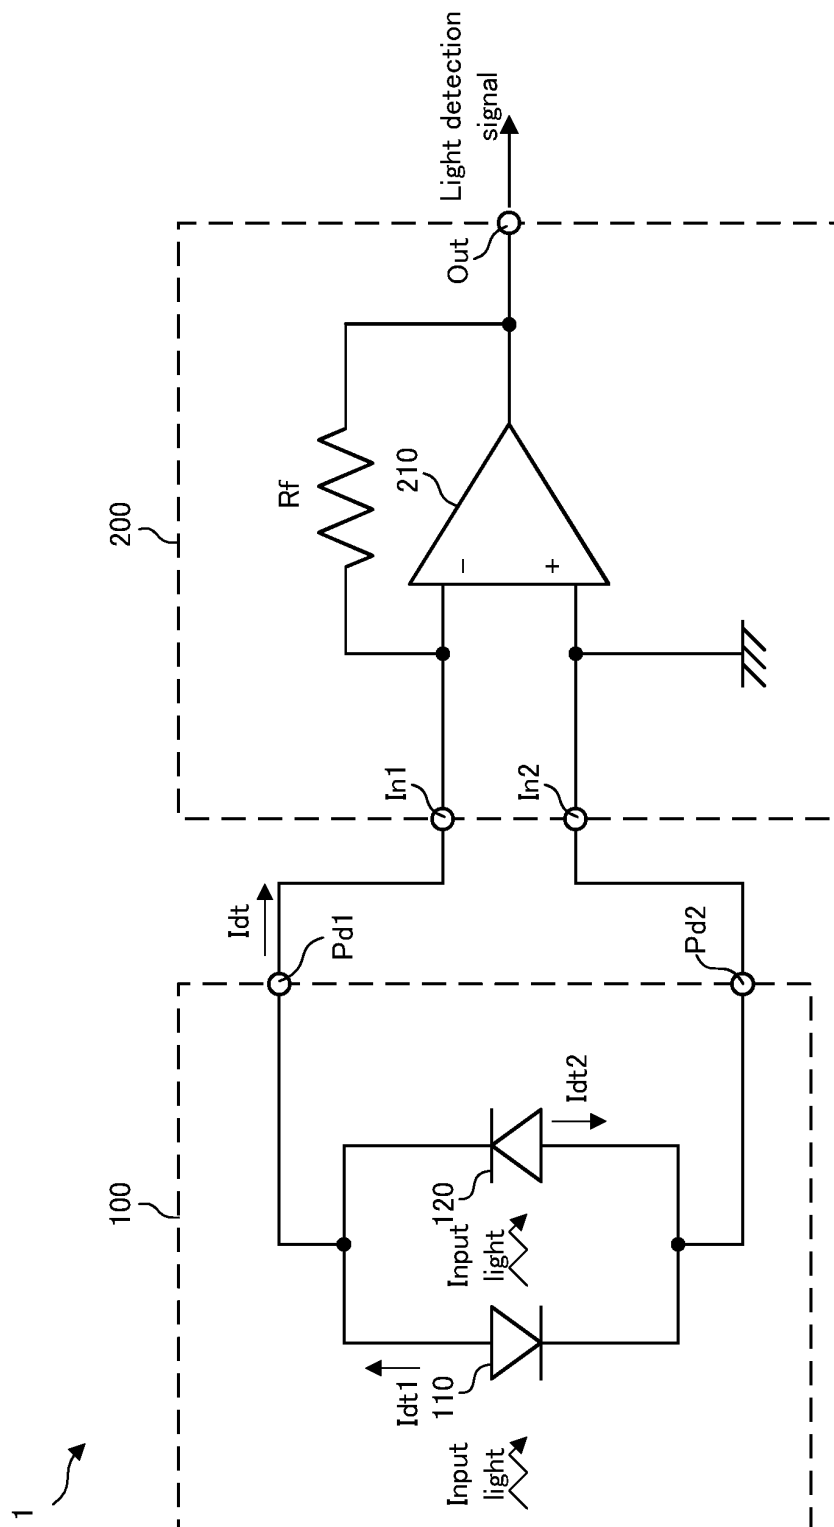 1
100
200
Input
light
Idt1
110
Input
light
120
Idt2
Idt
Pd1
Pd2
In1
In2
Rf
210
−
+
Out
Light detection
signal